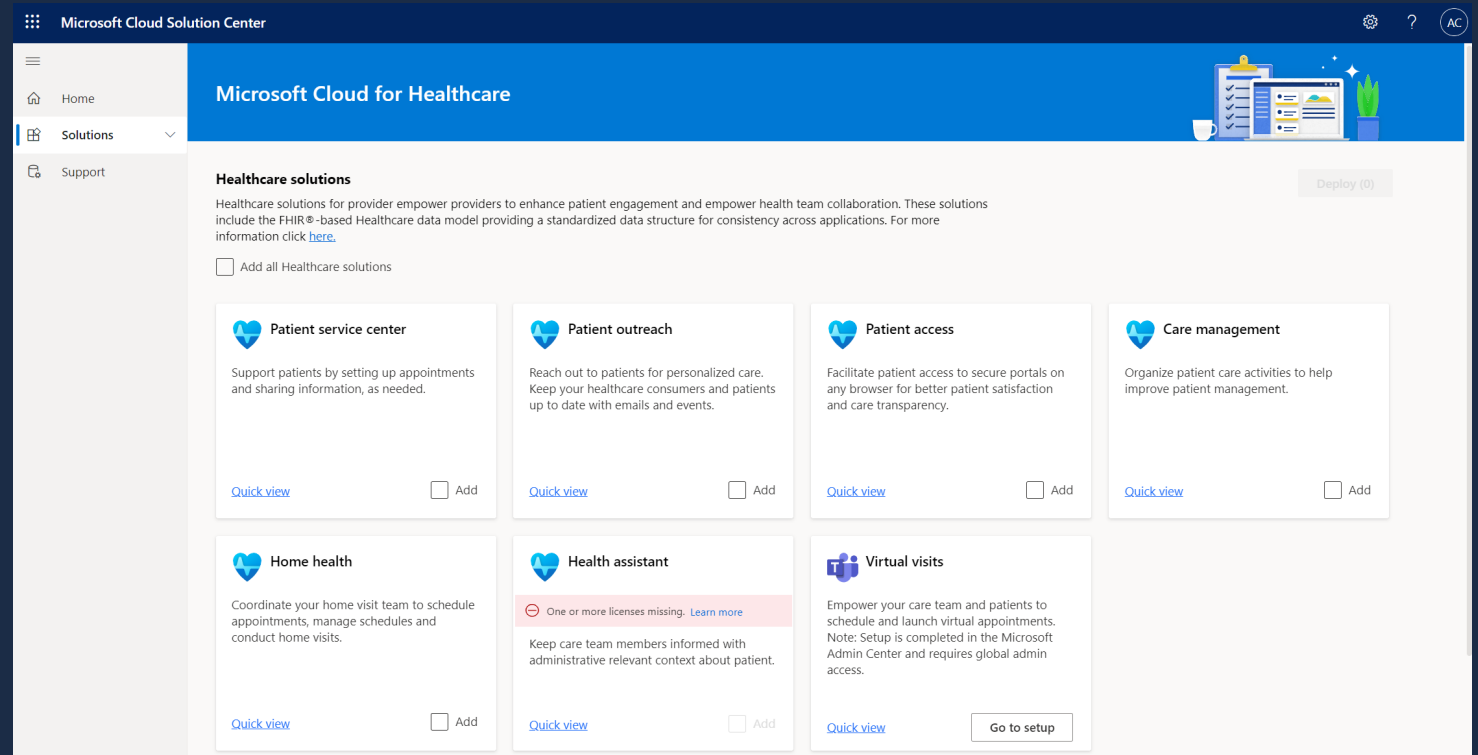 Microsoft Cloud Solution Center
?
AC
Home
Solutions
Support
Microsoft Cloud for Healthcare
Healthcare solutions
Deploy (0)
Healthcare solutions for provider empower providers to enhance patient engagement and empower health team collaboration. These solutions
include the FHIR®-based Healthcare data model providing a standardized data structure for consistency across applications. For more
information click here.
Add all Healthcare solutions
Patient service center
Support patients by setting up appointments
and sharing information, as needed.
Quick view
Add
Patient outreach
Reach out to patients for personalized care.
Keep your healthcare consumers and patients
up to date with emails and events.
Quick view
Add
Patient access
Facilitate patient access to secure portals on
any browser for better patient satisfaction
and care transparency.
Quick view
Add
Care management
Organize patient care activities to help
improve patient management.
Quick view
Add
Home health
Coordinate your home visit team to schedule
appointments, manage schedules and
conduct home visits.
Quick view
Add
Health assistant
One or more licenses missing. Learn more
Keep care team members informed with
administrative relevant context about patient.
Quick view
Add
T
Virtual visits
Empower your care team and patients to
schedule and launch virtual appointments.
Note: Setup is completed in the Microsoft
Admin Center and requires global admin
access.
Quick view
Go to setup